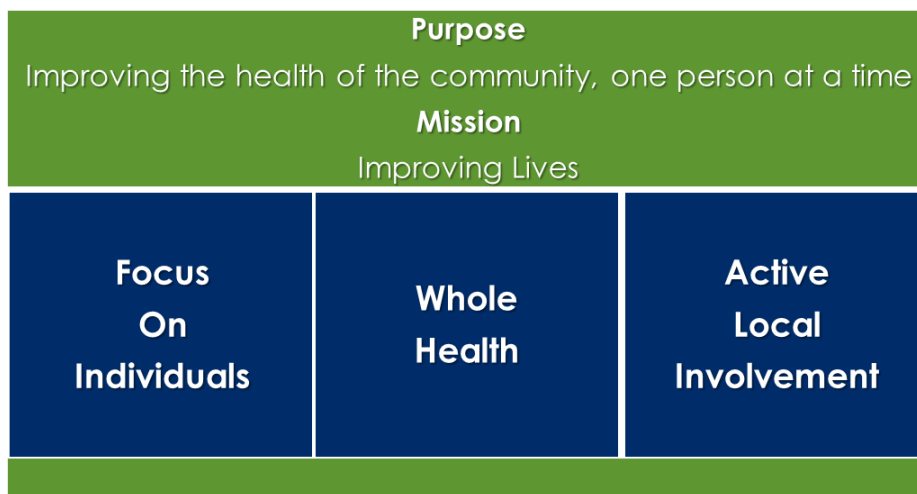 Purpose
Improving the health of the community, one person at a time
Mission
Improving Lives
Focus
On
Individuals
Whole
Health
Active
Local
Involvement